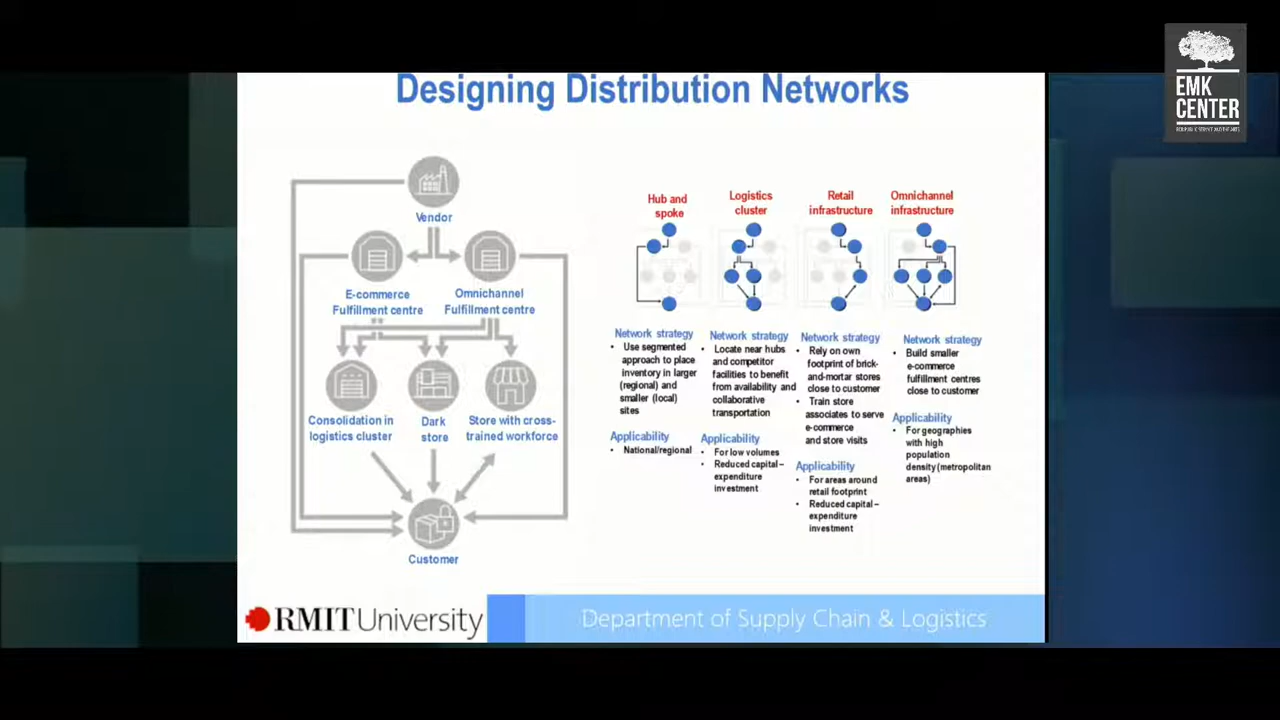 Designing Distribution Networks
EMK
CENTER
Vendor
E-commerce
Fulfillment centre
Omnichannel
Fulfillment centre
Consolidation in
logistics cluster
Dark
store
Store with cross-
trained workforce
Customer
Hub and
spoke
Network strategy
• Use segmented
approach to place
inventory in larger
(regional) and
smaller (local)
sites
Applicability
• National/regional
Logistics
cluster
Network strategy
• Locate near hubs
and competitor
facilities to benefit
from availability and
collaborative
transportation
Applicability
• For low volumes
• Reduced capital–
expenditure
investment
Retail
infrastructure
Network strategy
• Rely on own
footprint of brick-
and-mortar stores
close to customer
• Train store
associates to serve
e-commerce
and store visits
Applicability
• For areas around
retail footprint
• Reduced capital–
expenditure
investment
Omnichannel
infrastructure
Network strategy
• Build smaller
e-commerce
fulfillment centres
close to customer
Applicability
• For geographies
with high
population
density (metropolitan
areas)
RMIT University
Department of Supply Chain & Logistics